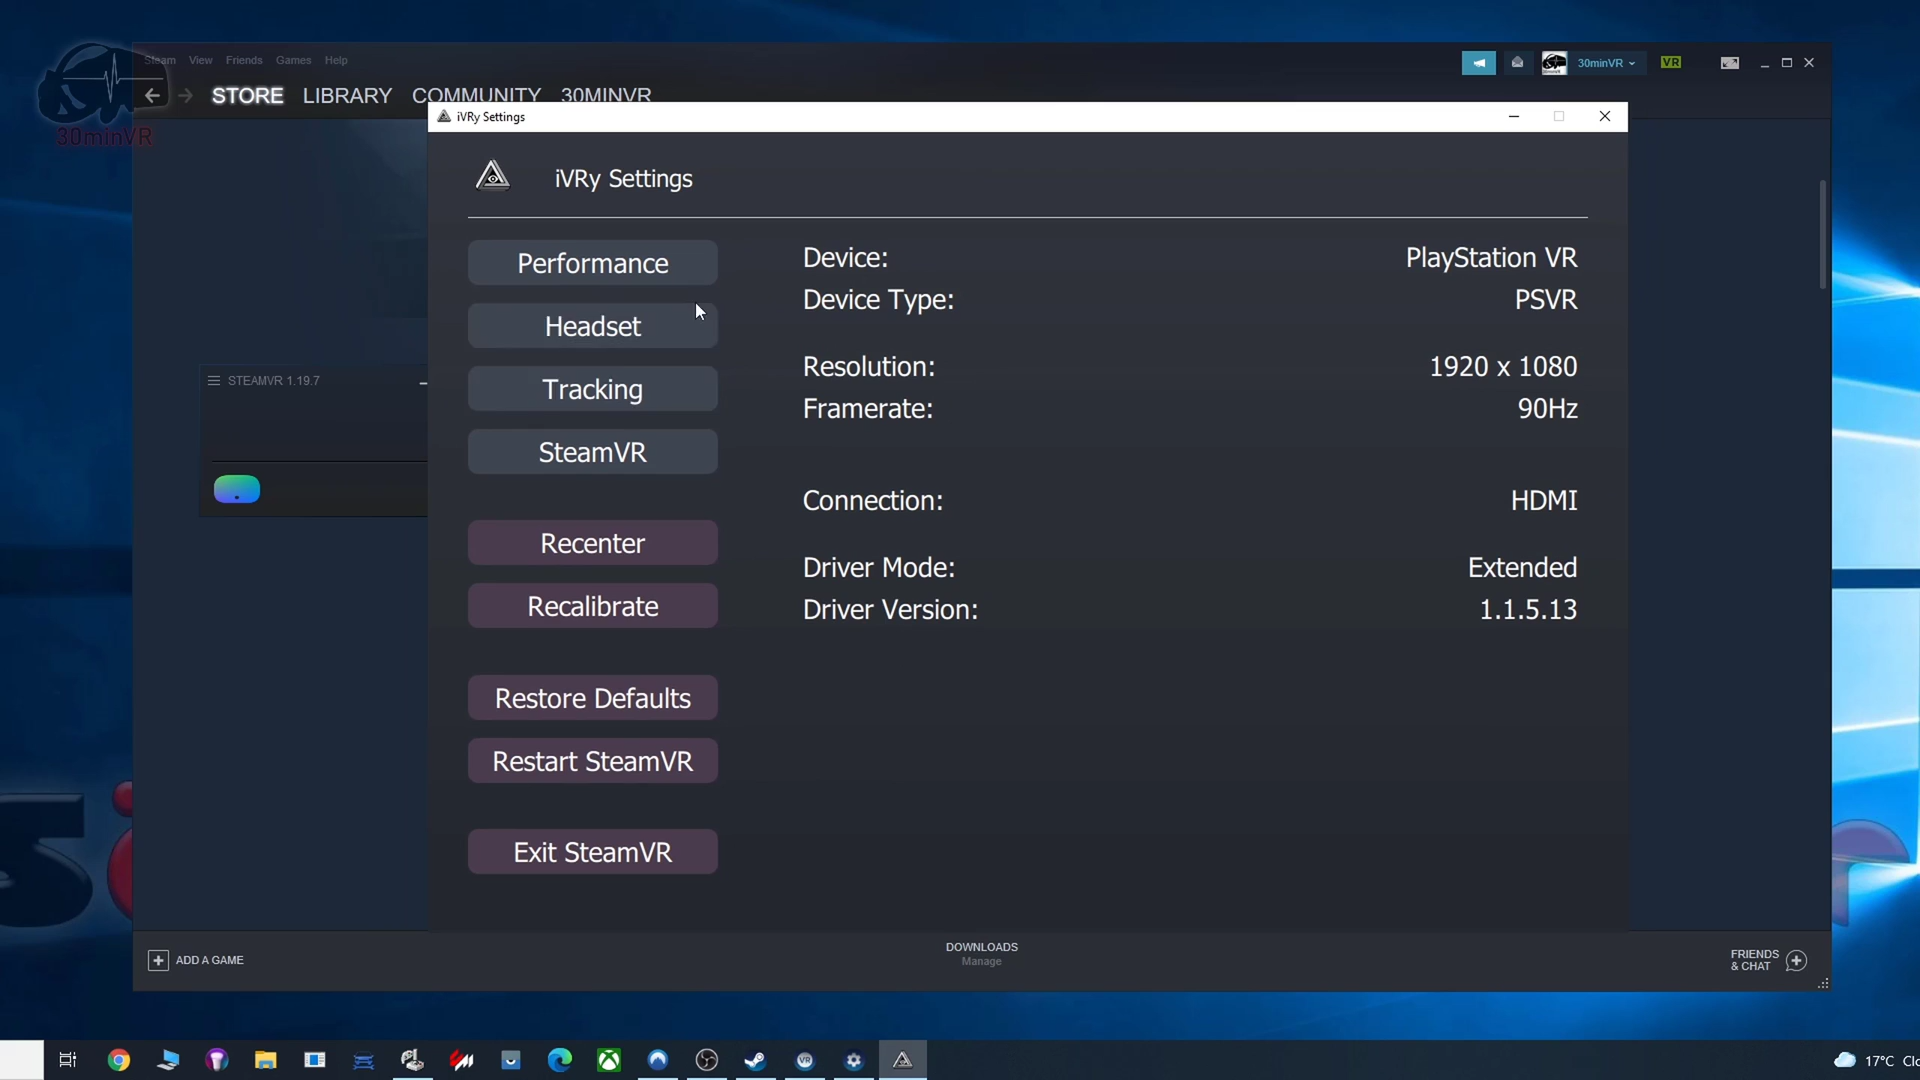 Steam View Friends Games Help
30minVR
VR
STORE LIBRARY COMMUNITY 30MINVR
30minVR
iVRy Settings
iVRy Settings
Performance
Headset
Tracking
SteamVR
Recenter
Recalibrate
Restore Defaults
Restart SteamVR
Exit SteamVR
Device: PlayStation VR
Device Type: PSVR
Resolution: 1920 x 1080
Framerate: 90Hz
Connection: HDMI
Driver Mode: Extended
Driver Version: 1.1.5.13
STEAMVR 1.19.7
ADD A GAME
DOWNLOADS
Manage
FRIENDS
& CHAT
17°C